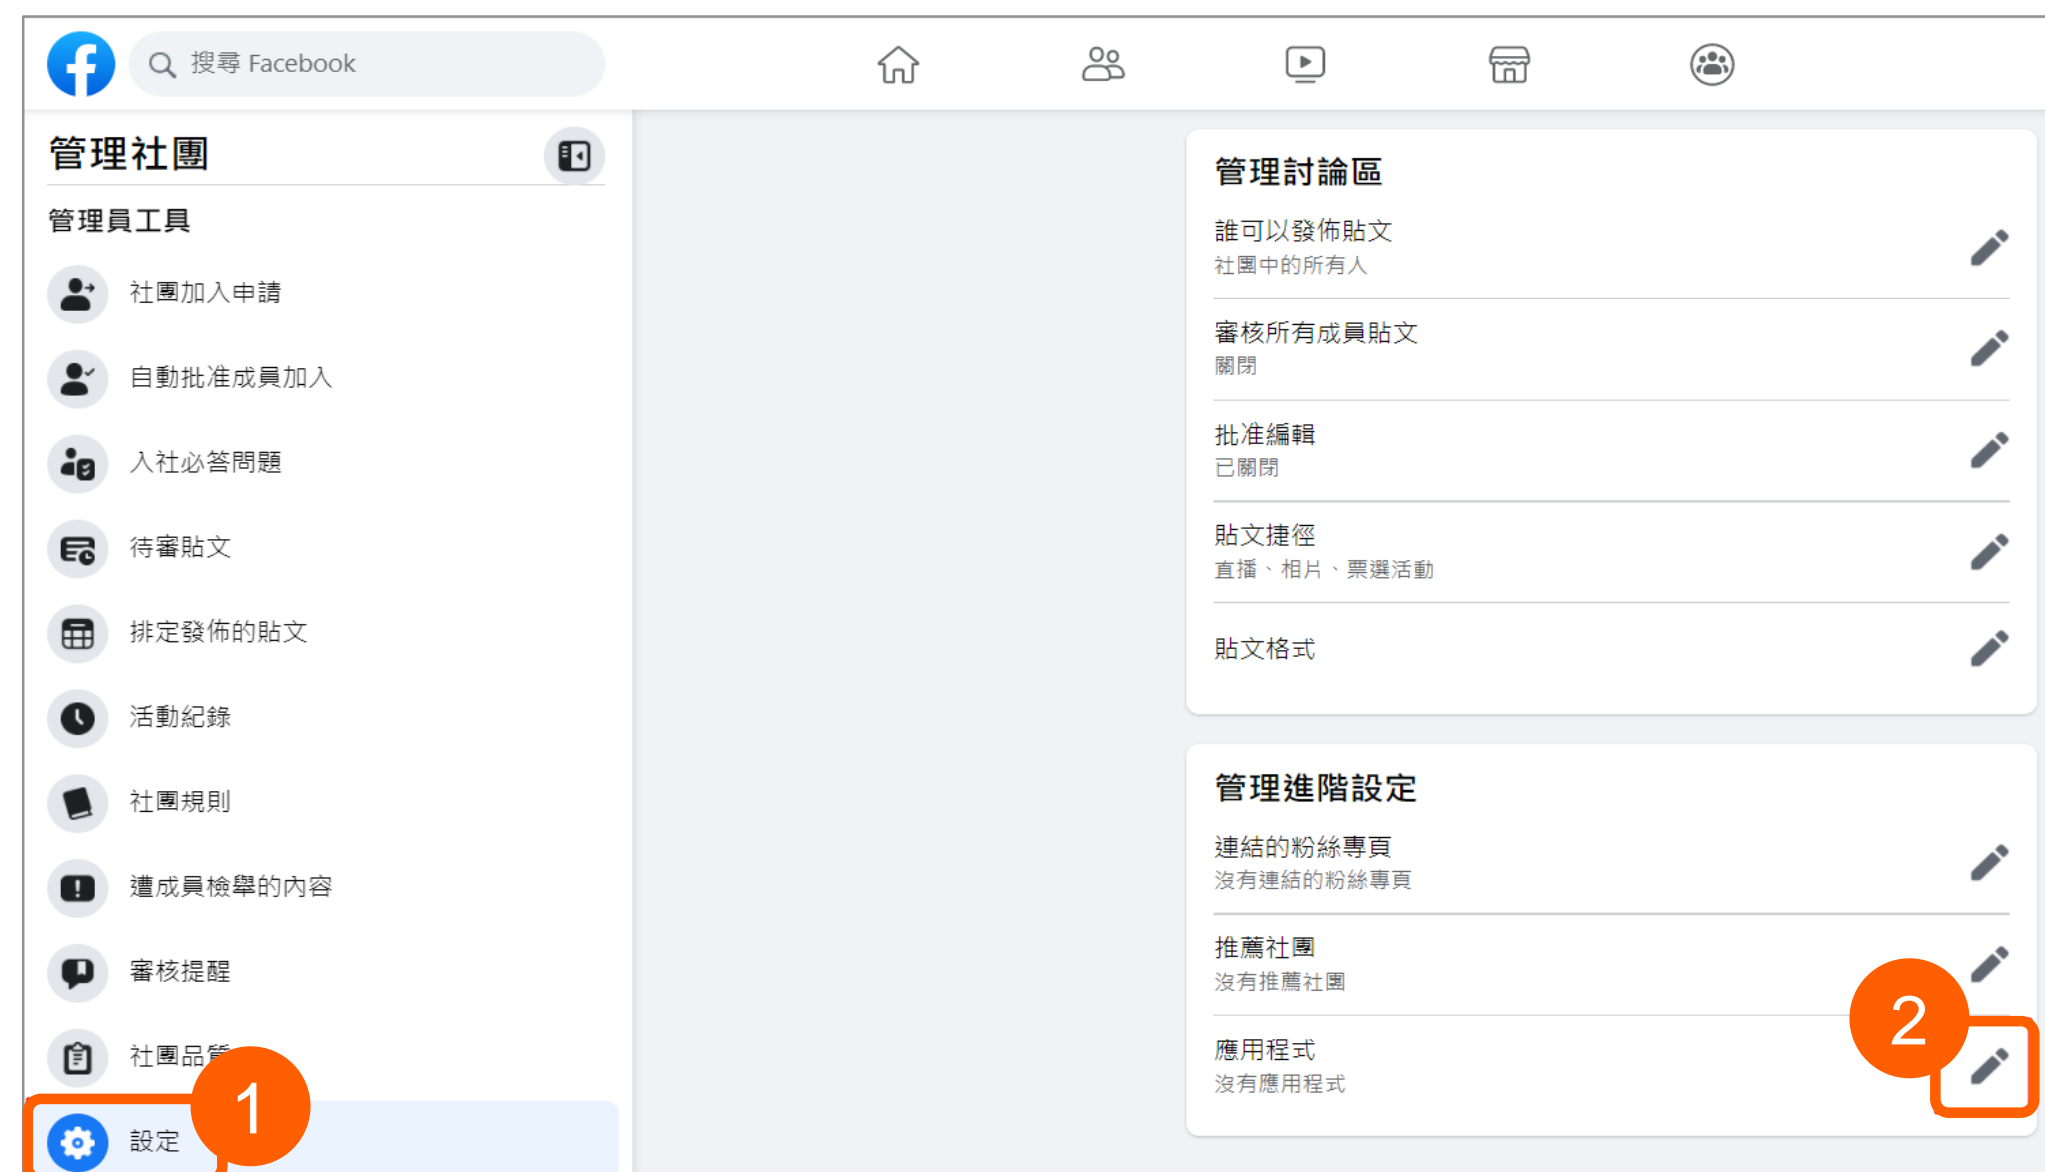 搜尋 Facebook
管理社團
管理員工具
社團加入申請
自動批准成員加入
入社必答問題
待審貼文
排定發佈的貼文
活動紀錄
社團規則
遭成員檢舉的內容
審核提醒
社團品質
1
設定
管理討論區
誰可以發佈貼文
社團中的所有人
審核所有成員貼文
關閉
批准編輯
已關閉
貼文捷徑
直播、相片、票選活動
貼文格式
管理進階設定
連結的粉絲專頁
沒有連結的粉絲專頁
推薦社團
沒有推薦社團
2
應用程式
沒有應用程式